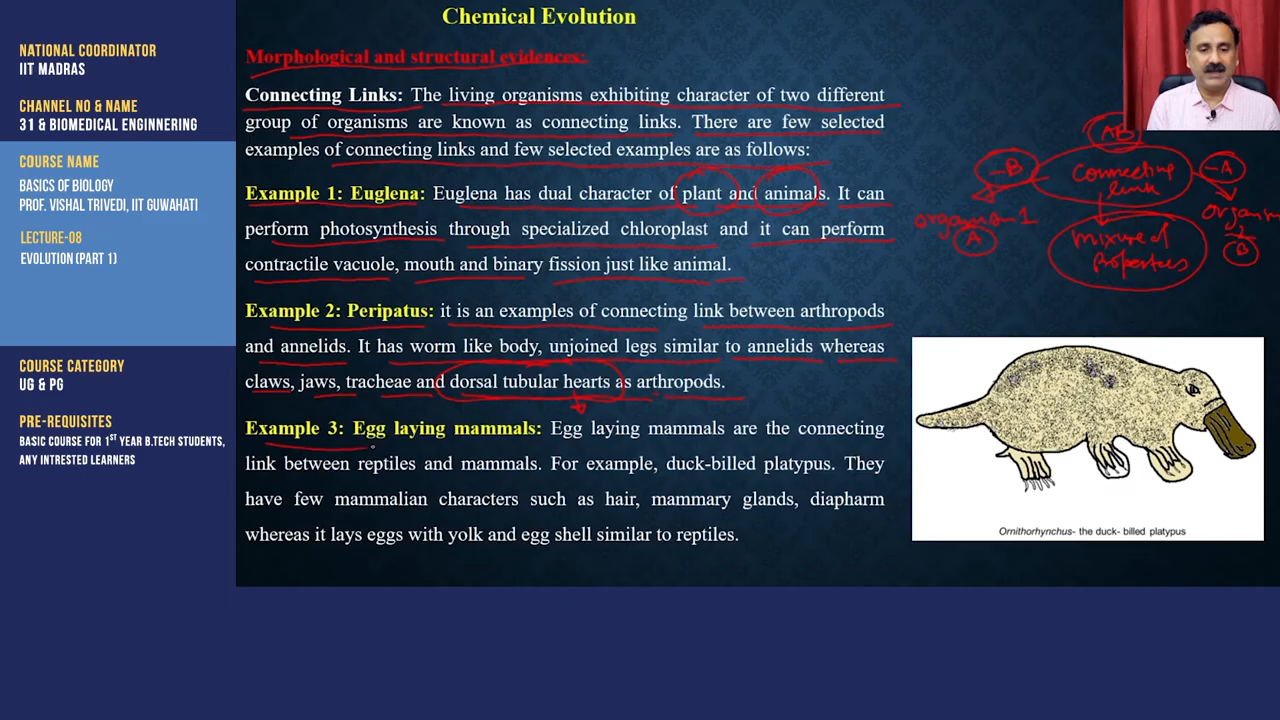 Chemical Evolution
NATIONAL COORDINATOR
IIT MADRAS
CHANNEL NO & NAME
31 & BIOMEDICAL ENGINNERING
COURSE NAME
BASICS OF BIOLOGY
PROF. VISHAL TRIVEDI, IIT GUWAHATI
LECTURE-08
EVOLUTION (PART 1)
COURSE CATEGORY
UG & PG
PRE-REQUISITES
BASIC COURSE FOR 1ST YEAR B.TECH STUDENTS,
ANY INTRESTED LEARNERS
Morphological and structural evidences:
Connecting Links: The living organisms exhibiting character of two different
group of organisms are known as connecting links. There are few selected
examples of connecting links and few selected examples are as follows:
Example 1: Euglena: Euglena has dual character of plant and animals. It can
perform photosynthesis through specialized chloroplast and it can perform
contractile vacuole, mouth and binary fission just like animal.
Example 2: Peripatus: it is an examples of connecting link between arthropods
and annelids. It has worm like body, unjoined legs similar to annelids whereas
claws, jaws, tracheae and dorsal tubular hearts as arthropods.
Example 3: Egg laying mammals: Egg laying mammals are the connecting
link between reptiles and mammals. For example, duck-billed platypus. They
have few mammalian characters such as hair, mammary glands, diapharm
whereas it lays eggs with yolk and egg shell similar to reptiles.
AB
-B
connecting
link
-A
organism-1
A
organism
2
B
mixture of
Properties
Ornithorhynchus- the duck- billed platypus